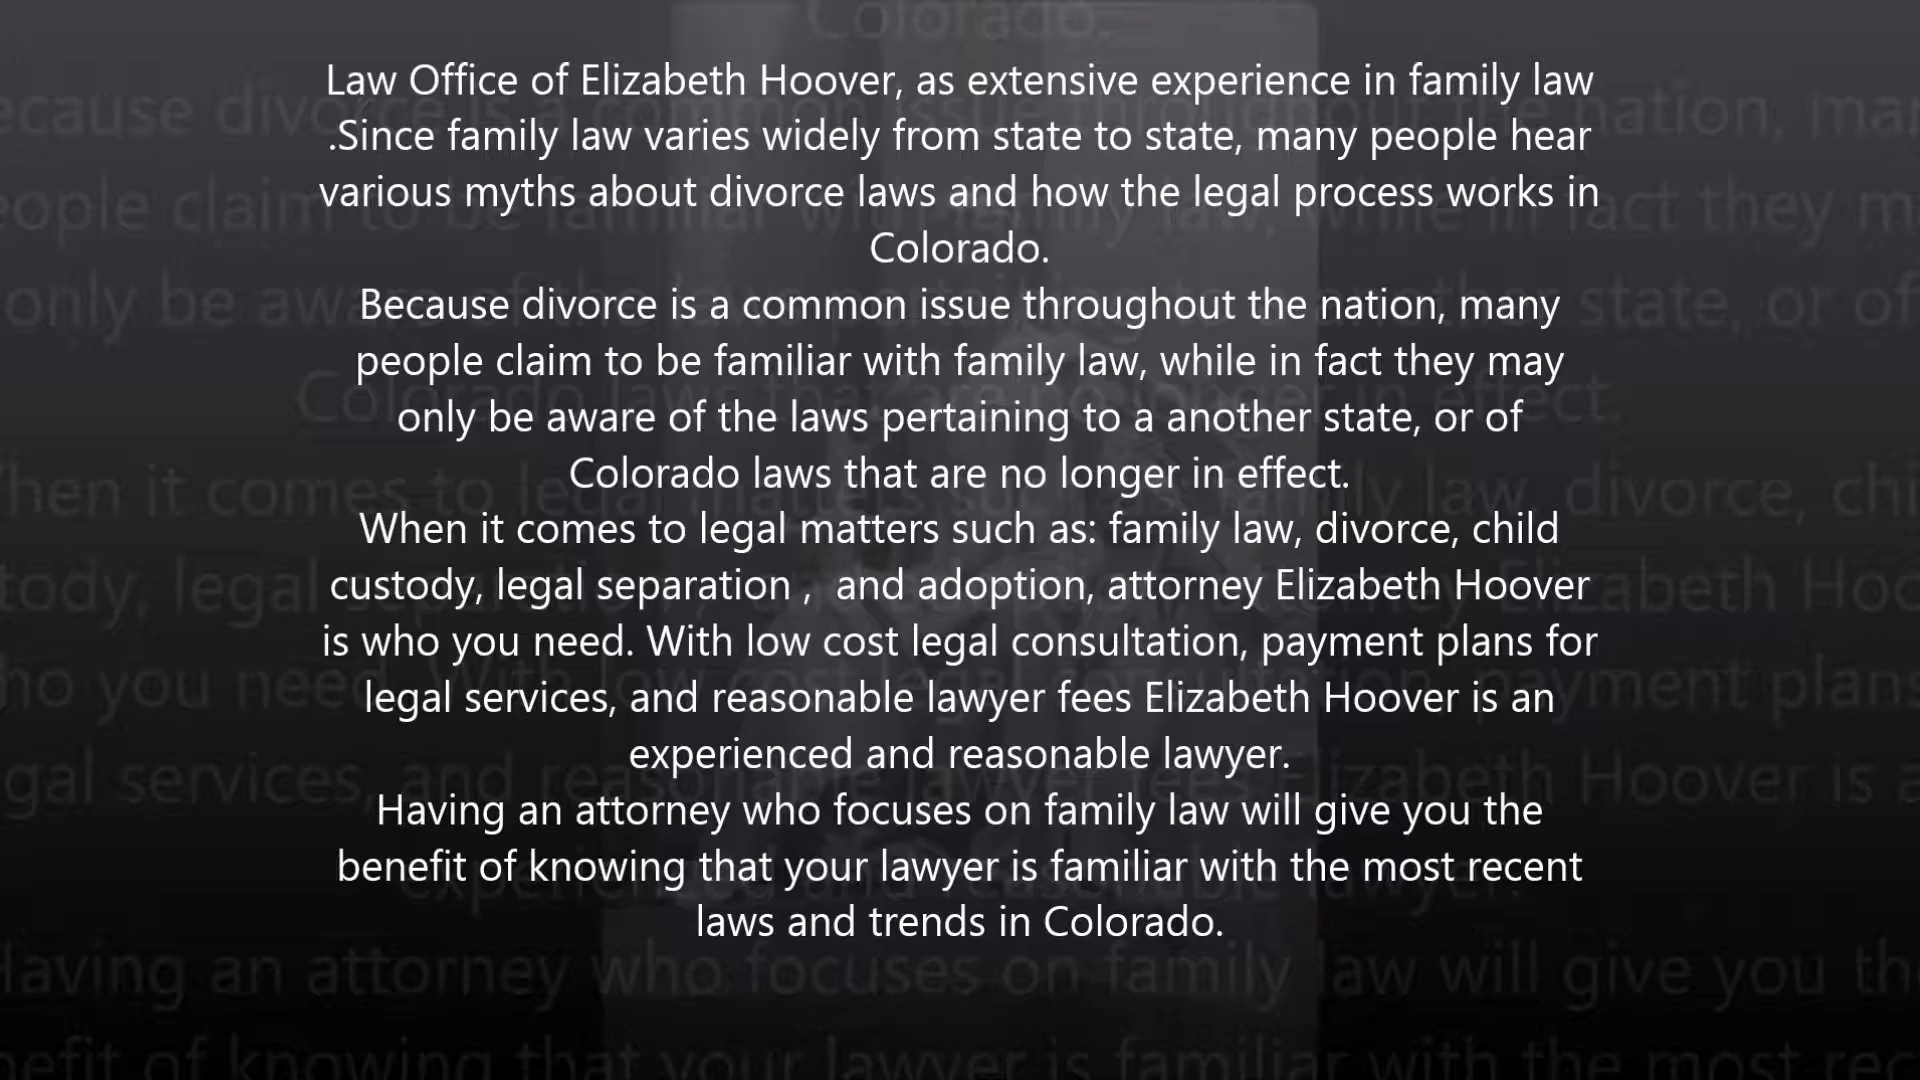 Law Office of Elizabeth Hoover, as extensive experience in family law
.Since family law varies widely from state to state, many people hear
various myths about divorce laws and how the legal process works in
Colorado.
Because divorce is a common issue throughout the nation, many
people claim to be familiar with family law, while in fact they may
only be aware of the laws pertaining to a another state, or of
Colorado laws that are no longer in effect.
When it comes to legal matters such as: family law, divorce, child
custody, legal separation ,  and adoption, attorney Elizabeth Hoover
is who you need. With low cost legal consultation, payment plans for
legal services, and reasonable lawyer fees Elizabeth Hoover is an
experienced and reasonable lawyer.
Having an attorney who focuses on family law will give you the
benefit of knowing that your lawyer is familiar with the most recent
laws and trends in Colorado.